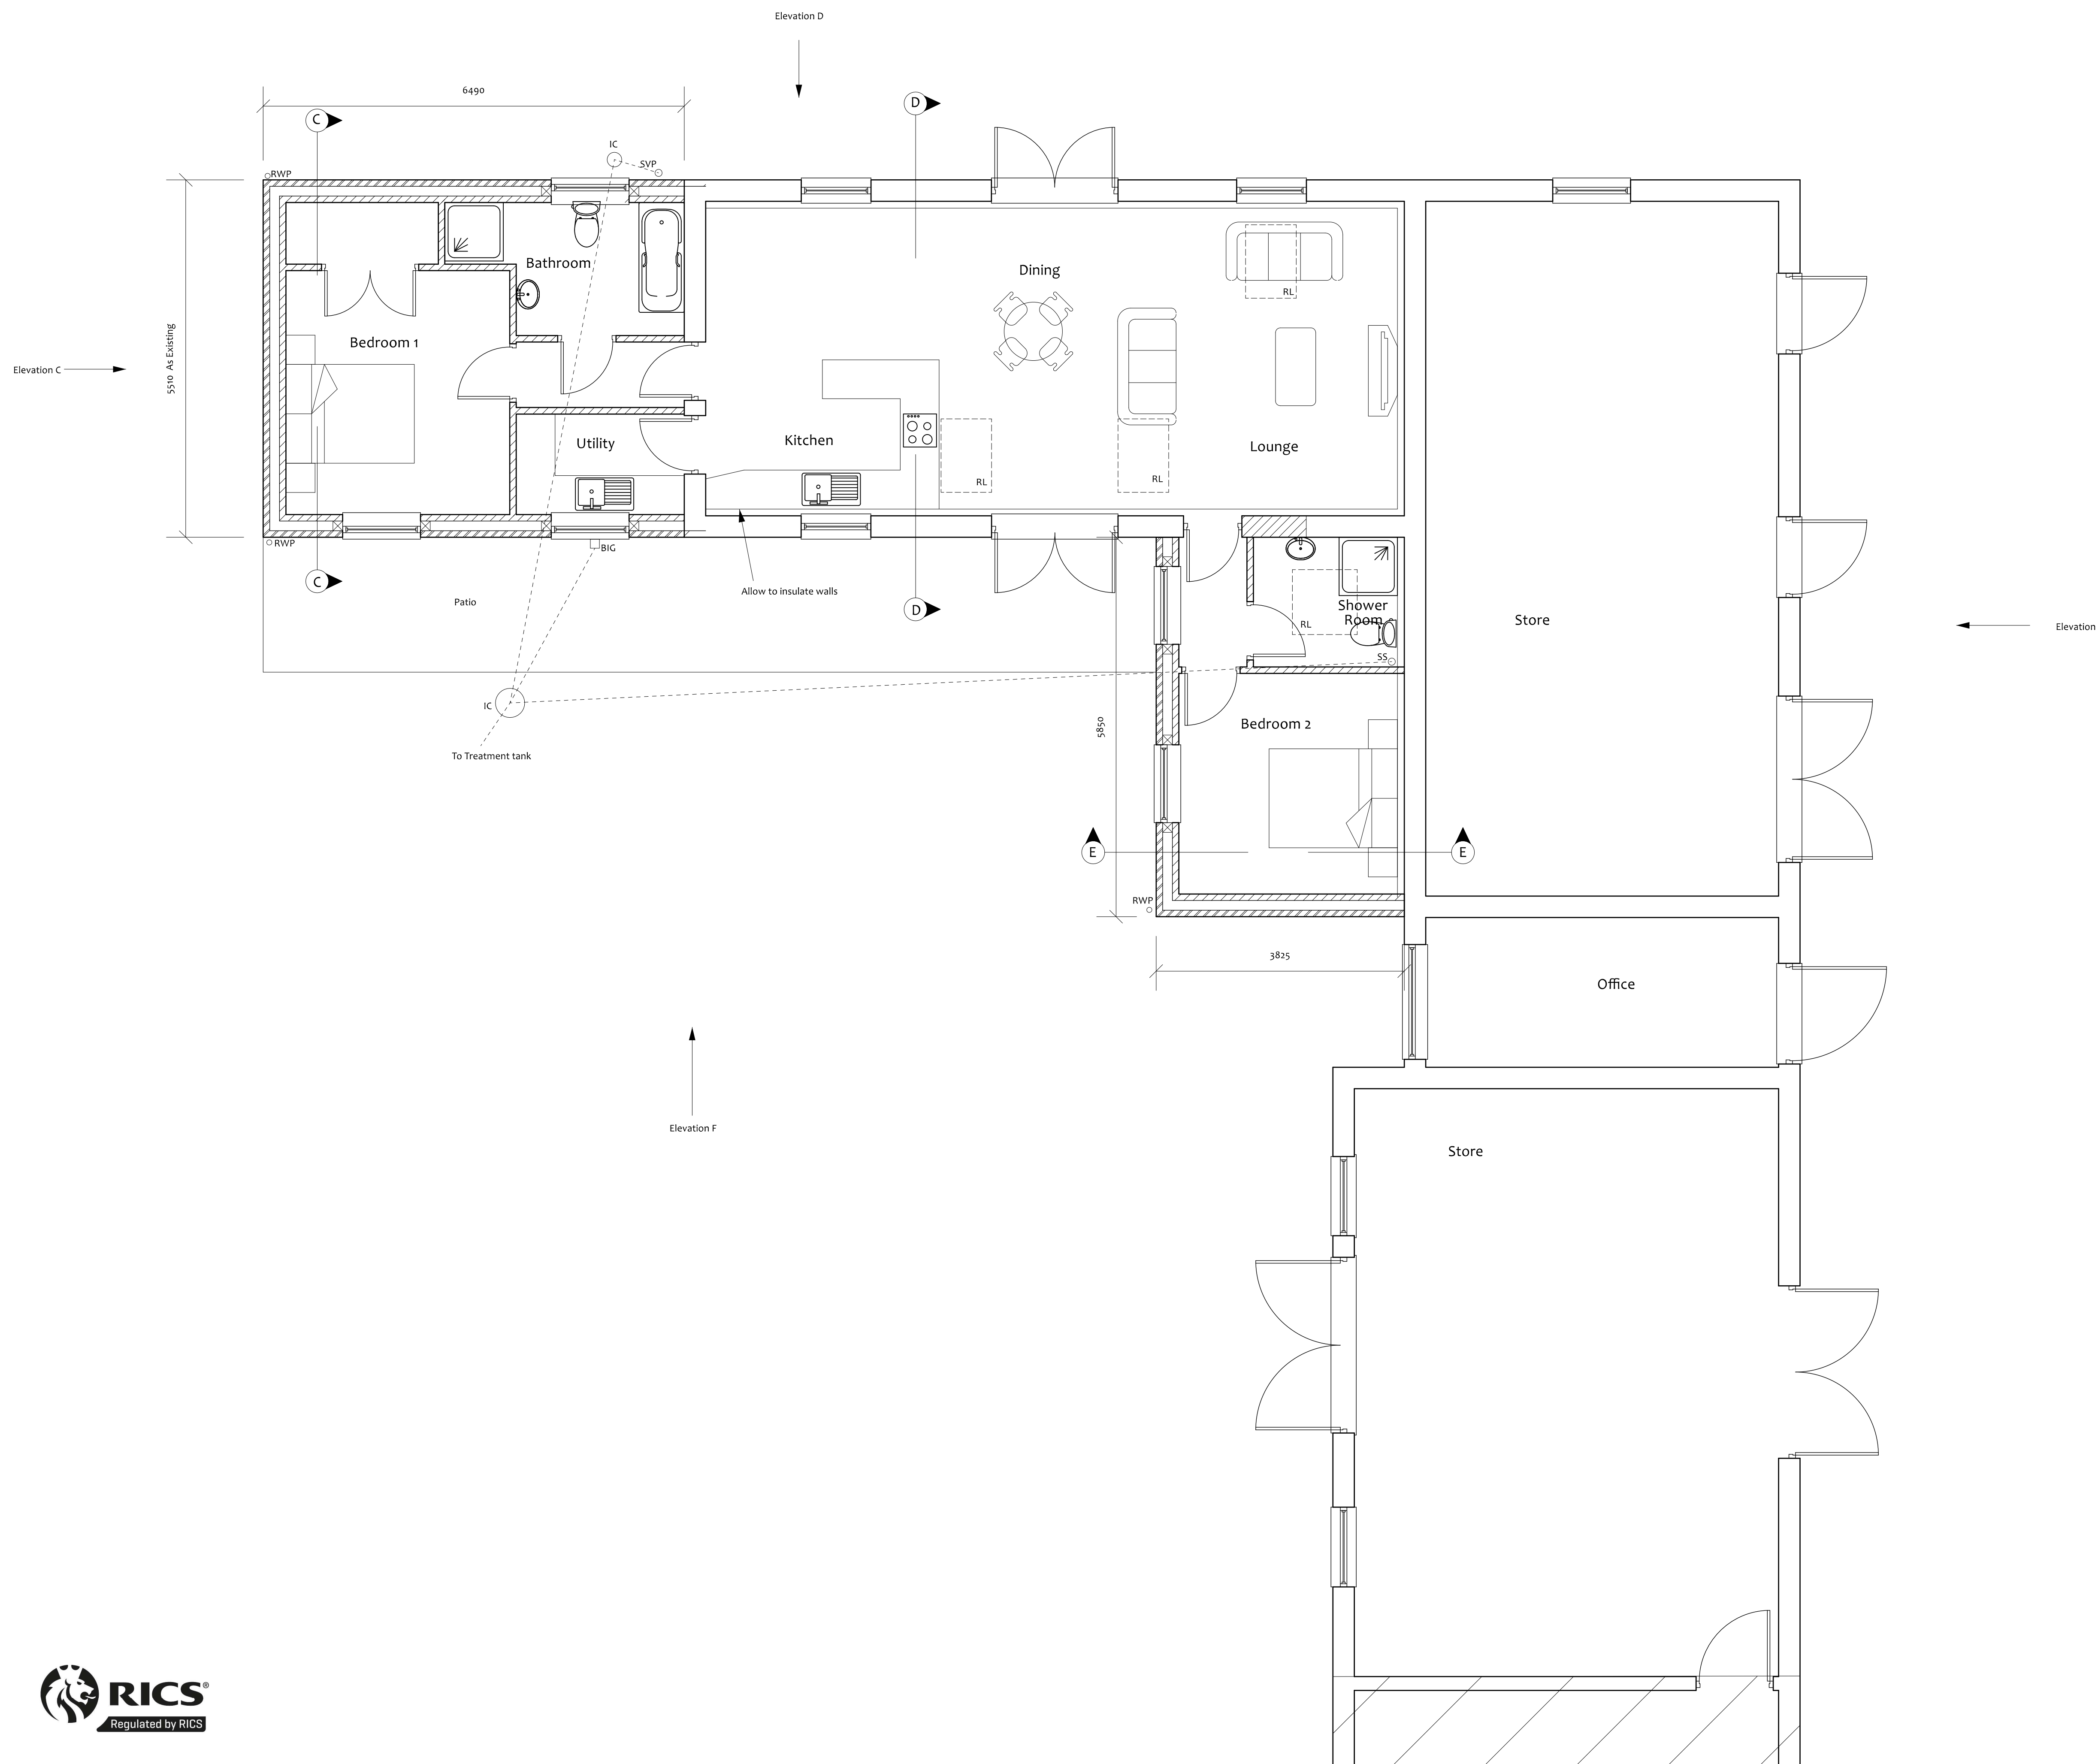 Elevation D
6490
C
D
IC
SVP
RWP
Bathroom
Dining
RL
5510 As Existing
Bedroom 1
Elevation C
Utility
Kitchen
Lounge
RL
RL
RWP
BIG
C
Allow to insulate walls
Patio
D
Shower
Room
RL
Store
Elevation
SS
IC
To Treatment tank
5850
Bedroom 2
E
E
RWP
3825
Office
Elevation F
Store
RICS®
Regulated by RICS